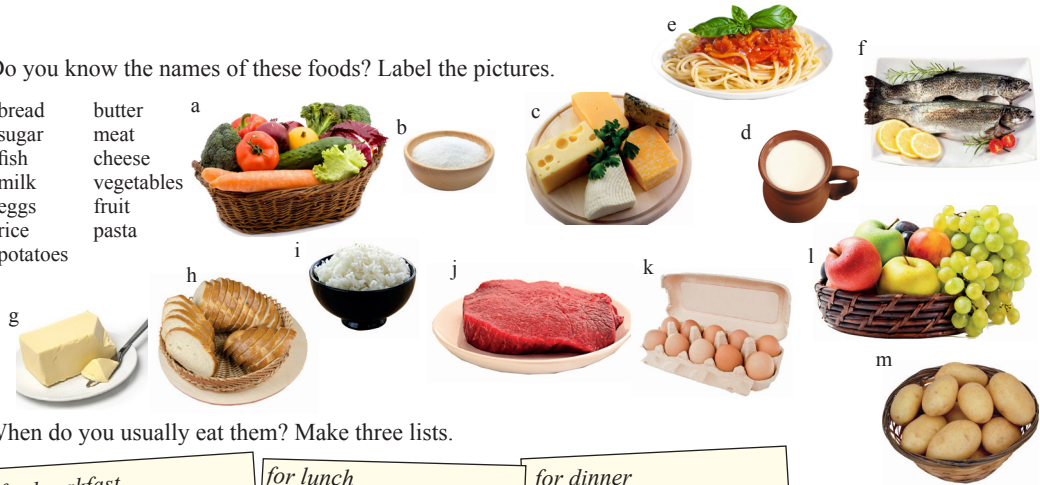 Do you know the names of these foods? Label the pictures.
bread butter
sugar meat
fish cheese
milk vegetables
eggs fruit
rice pasta
potatoes
a
b
c
d
e
f
g
h
i
j
k
l
m
When do you usually eat them? Make three lists.
for lunch
for dinner